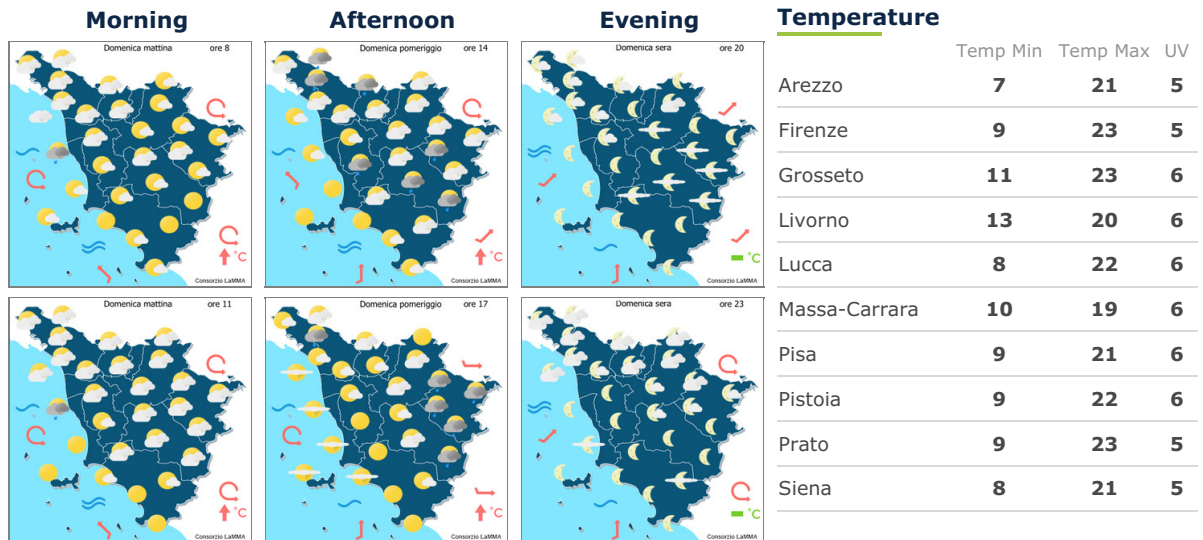 Morning Afternoon Evening
Domenica mattina ore 8
°C
Consorzio LaMMA
Domenica pomeriggio ore 14
°C
Consorzio LaMMA
Domenica sera ore 20
°C
Consorzio LaMMA
Domenica mattina ore 11
°C
Consorzio LaMMA
Domenica pomeriggio ore 17
°C
Consorzio LaMMA
Domenica sera ore 23
°C
Consorzio LaMMA
Temperature
Temp Min Temp Max UV
Arezzo 7 21 5
Firenze 9 23 5
Grosseto 11 23 6
Livorno 13 20 6
Lucca 8 22 6
Massa-Carrara 10 19 6
Pisa 9 21 6
Pistoia 9 22 6
Prato 9 23 5
Siena 8 21 5